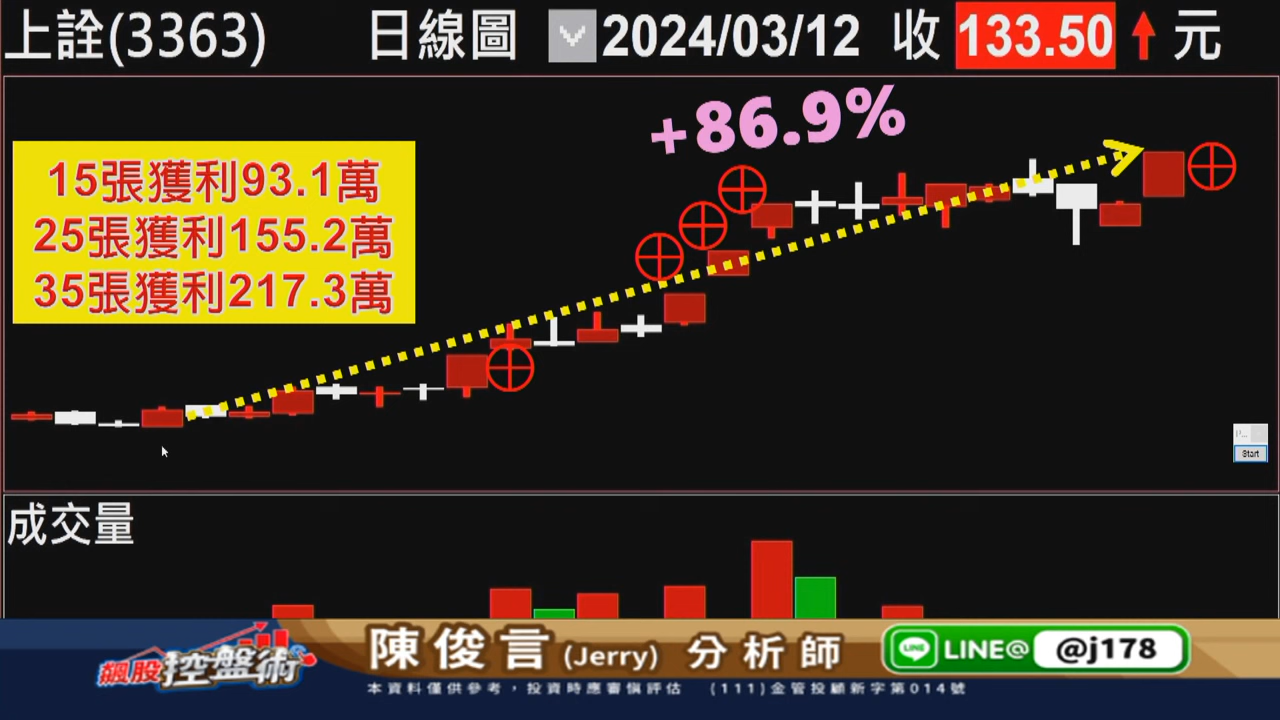 上詮(3363) 日線圖 2024/03/12 收 133.50 元
+86.9%
15張獲利93.1萬
25張獲利155.2萬
35張獲利217.3萬
P...
Start
成交量
飆股控盤術
陳俊言(Jerry) 分析師
LINE LINE@ @j178
本資料僅供參考，投資時應審慎評估 (111)金管投顧新字第014號